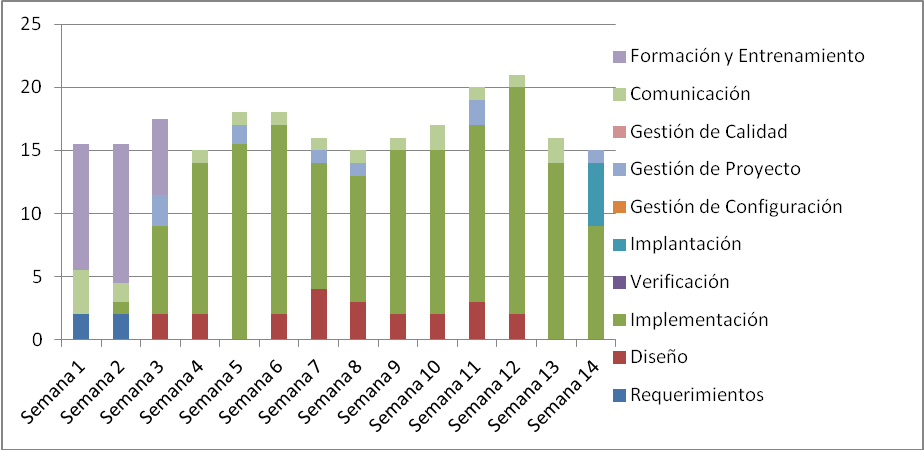 25
20
15
10
5
0
Semana 1
Semana 2
Semana 3
Semana 4
Semana 5
Semana 6
Semana 7
Semana 8
Semana 9
Semana 10
Semana 11
Semana 12
Semana 13
Semana 14
Formación y Entrenamiento
Comunicación
Gestión de Calidad
Gestión de Proyecto
Gestión de Configuración
Implantación
Verificación
Implementación
Diseño
Requerimientos